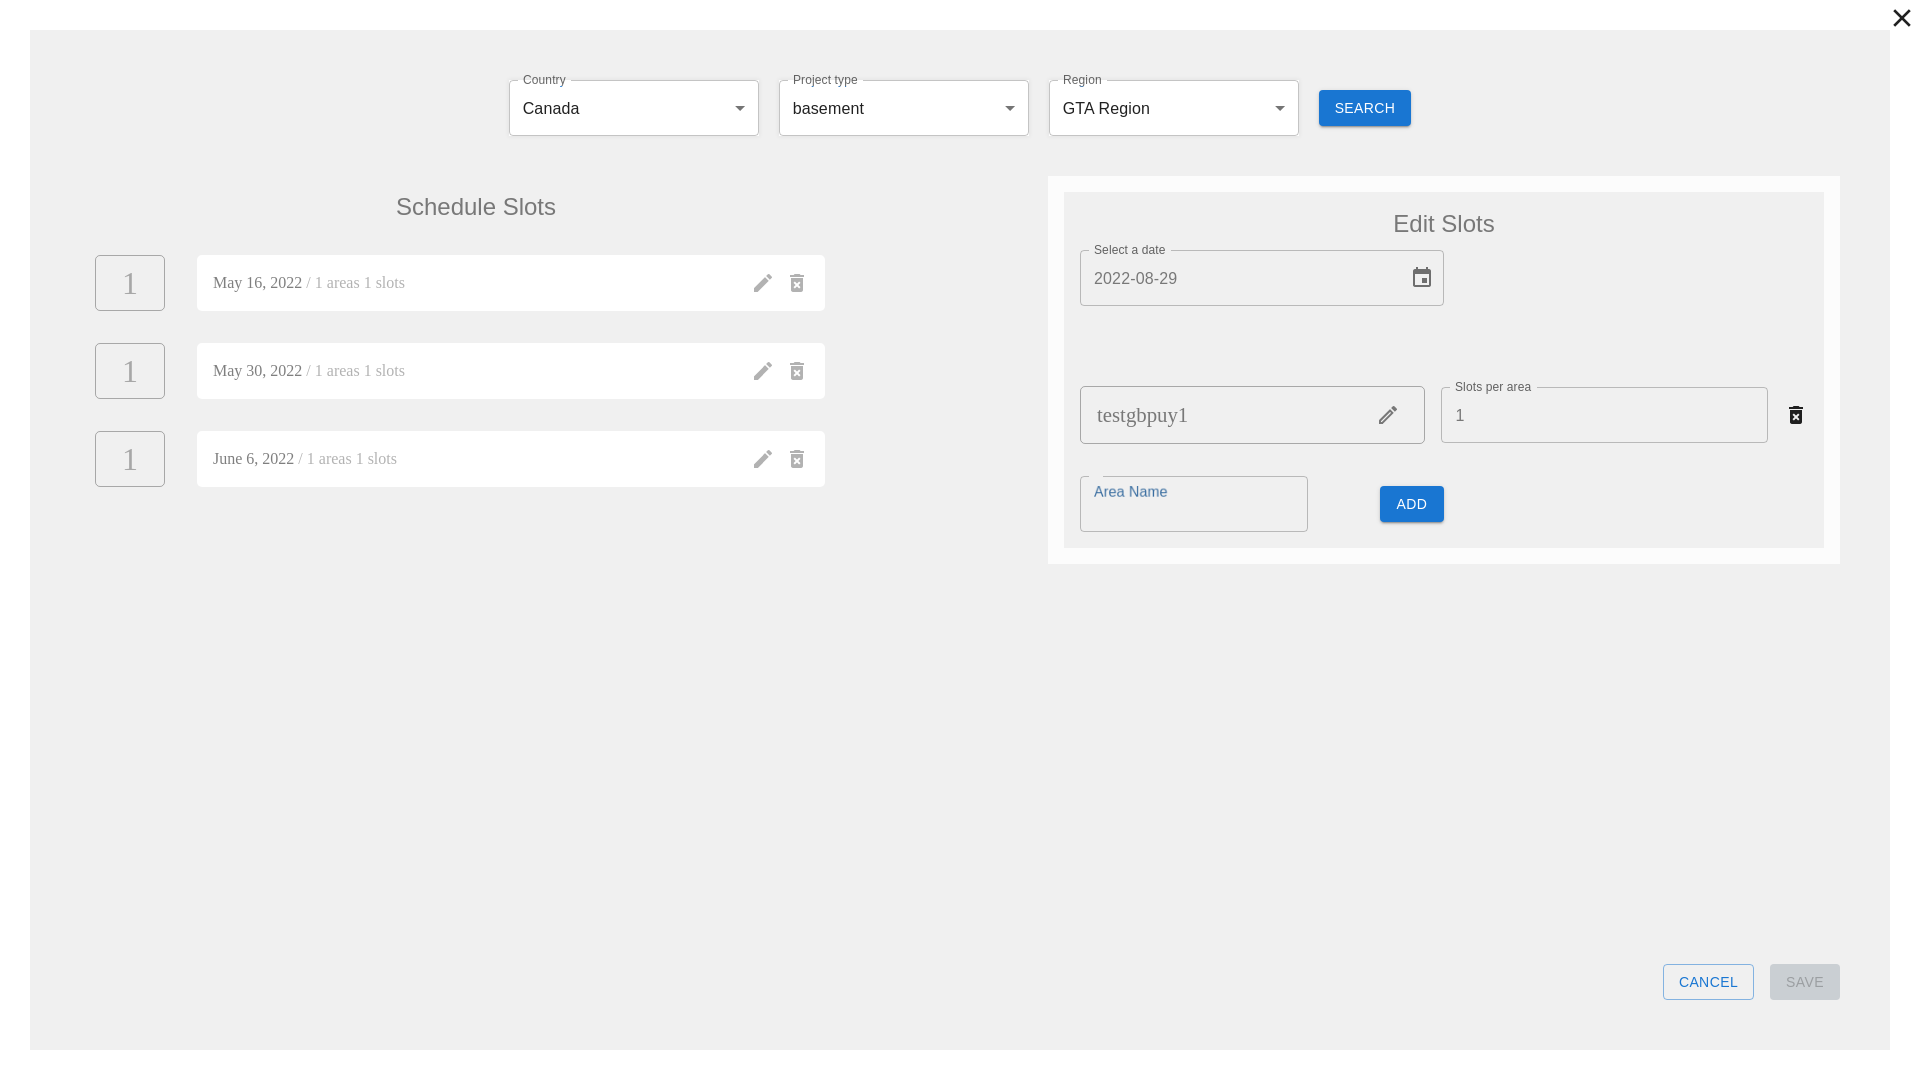 Country
Canada
Project type
basement
Region
GTA Region
SEARCH
Schedule Slots
1
May 16, 2022 / 1 areas 1 slots
1
May 30, 2022 / 1 areas 1 slots
1
June 6, 2022 / 1 areas 1 slots
Edit Slots
Select a date
2022-08-29
testgbpuy1
Slots per area
1
Area Name
ADD
CANCEL
SAVE